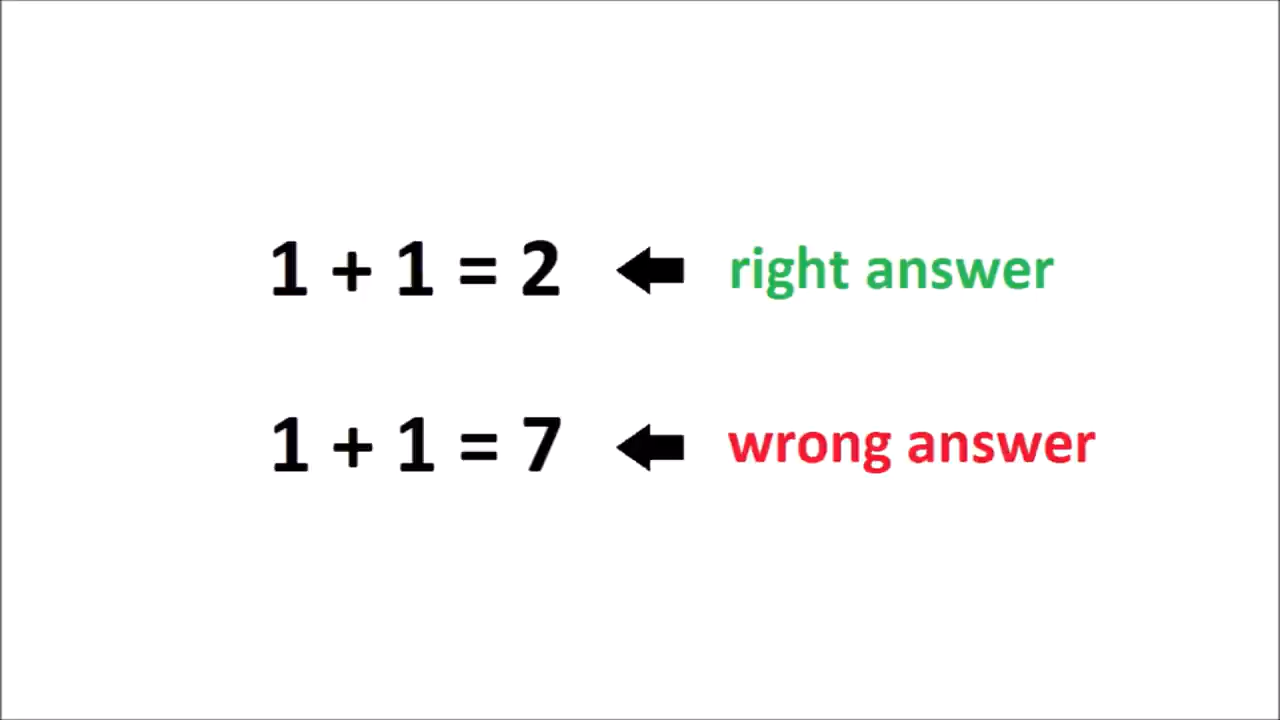 1 + 1 = 2 right answer
1 + 1 = 7 wrong answer